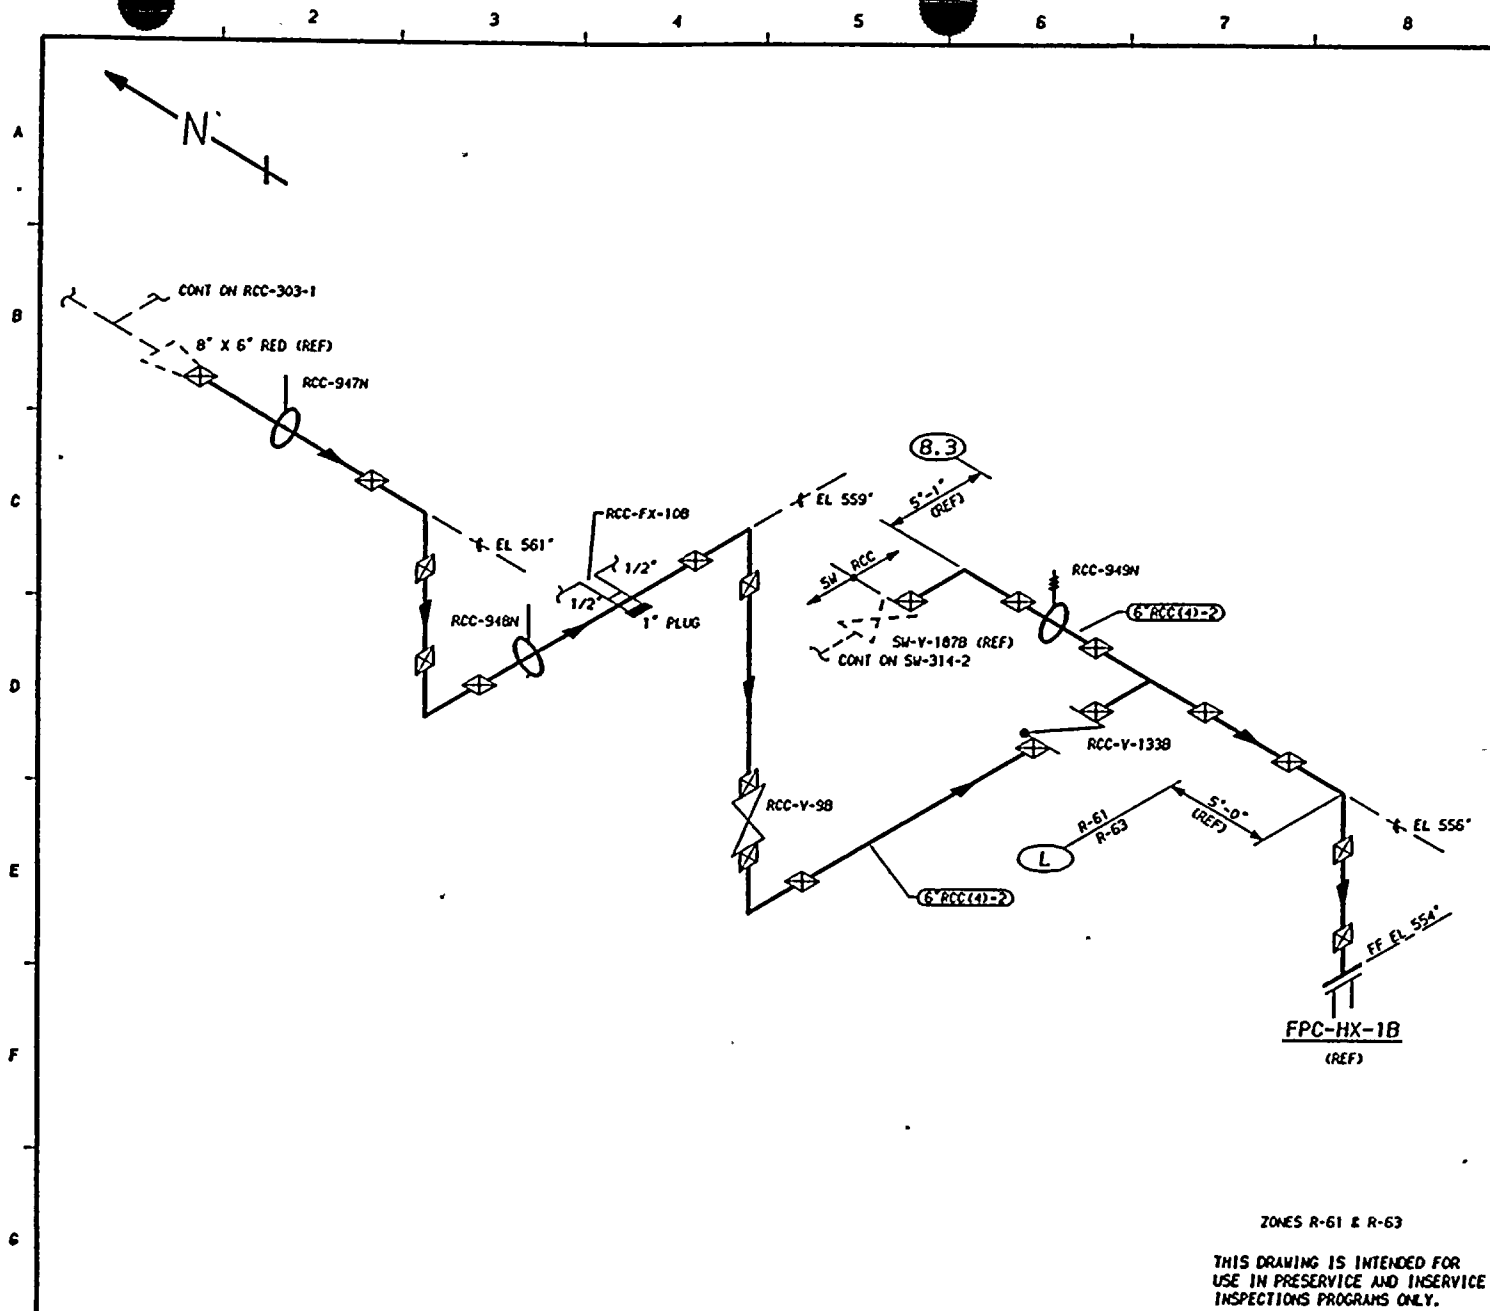 2 3 4 5 6 7 8
A
N
B
CONT ON RCC-303-1
8" X 6" RED (REF)
RCC-947N
C
8.3
5'-1"
(REF)
EL 559'
RCC-FX-10B
EL 561'
1/2"
1/2"
1" PLUG
SW RCC
RCC-949N
6"RCC(4)-2
RCC-948N
SW-V-187B (REF)
CONT ON SW-314-2
D
RCC-V-133B
RCC-V-9B
R-61
R-63
5'-0"
(REF)
EL 556'
L
E
6"RCC(4)-2
FF EL 554'
FPC-HX-1B
(REF)
F
G
ZONES R-61 & R-63
THIS DRAWING IS INTENDED FOR
USE IN PRESERVICE AND INSERVICE
INSPECTIONS PROGRAMS ONLY.